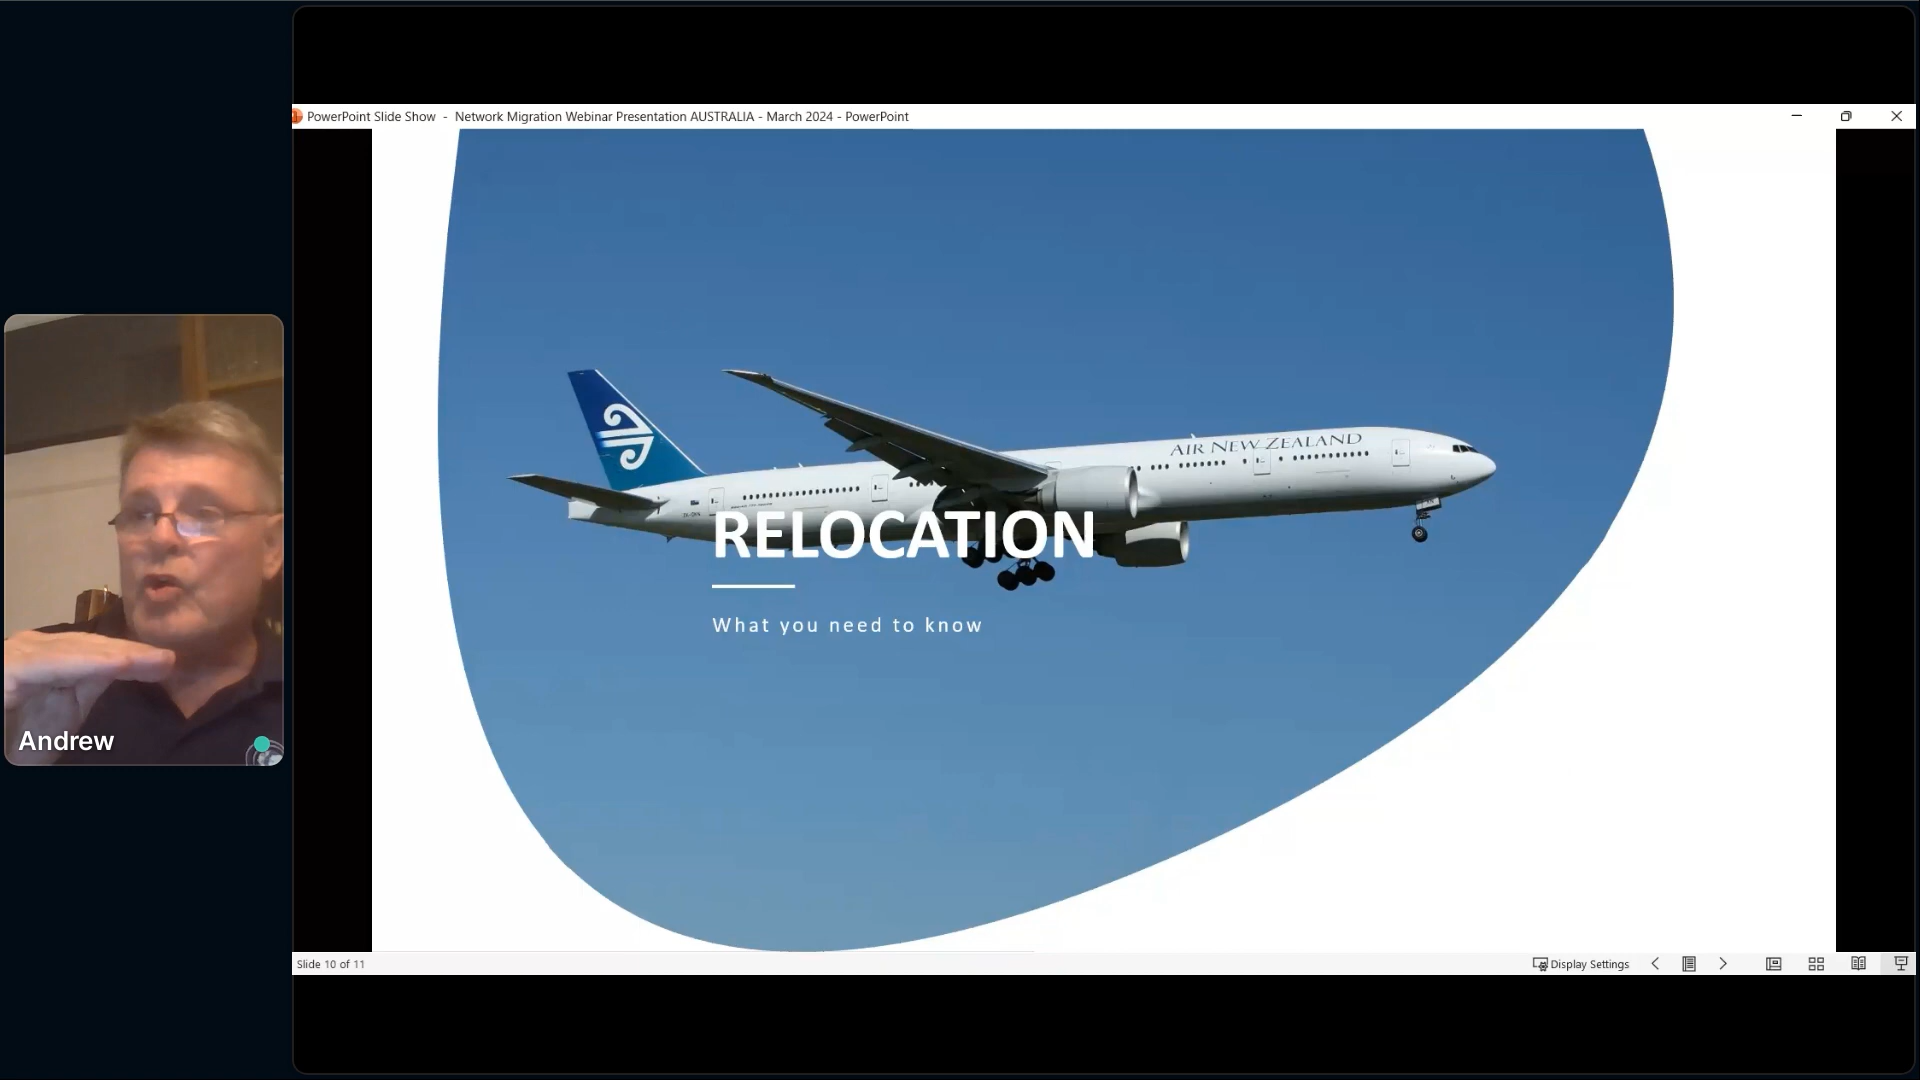 PowerPoint Slide Show - Network Migration Webinar Presentation AUSTRALIA - March 2024 - PowerPoint
AIR NEW ZEALAND
RELOCATION
What you need to know
Andrew
Slide 10 of 11
Display Settings